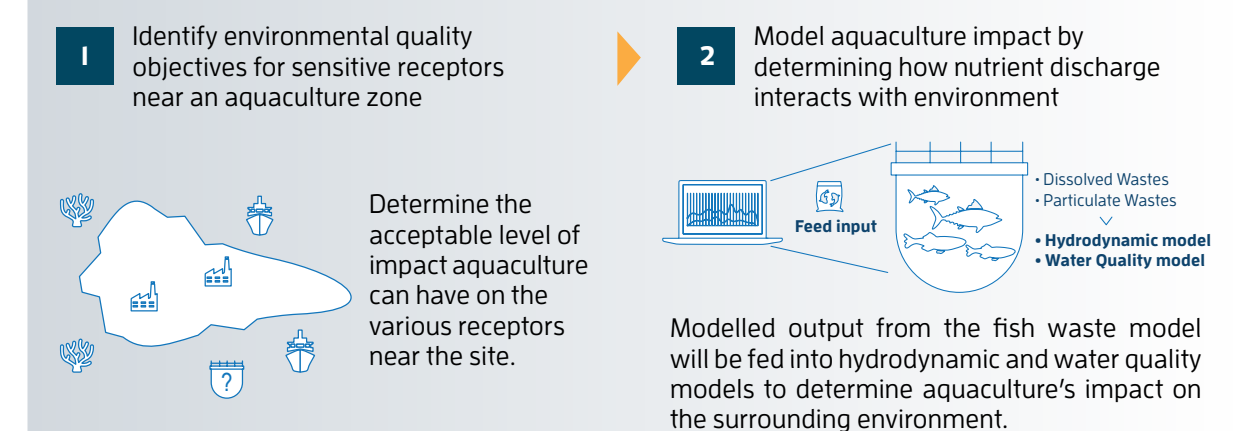 1
Identify environmental quality
objectives for sensitive receptors
near an aquaculture zone
Determine the
acceptable level of
impact aquaculture
can have on the
various receptors
near the site.
?
2
Model aquaculture impact by
determining how nutrient discharge
interacts with environment
Feed input
• Dissolved Wastes
• Particulate Wastes
• Hydrodynamic model
• Water Quality model
Modelled output from the fish waste model
will be fed into hydrodynamic and water quality
models to determine aquaculture's impact on
the surrounding environment.